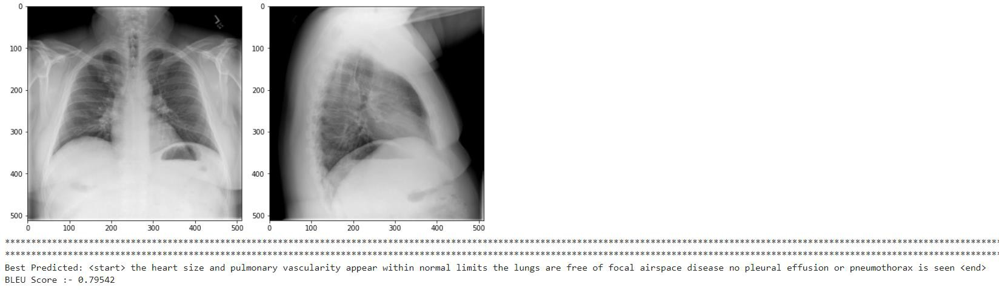 0
100
200
300
400
500
0 100 200 300 400 500
L
0
100
200
300
400
500
0 100 200 300 400 500
Best Predicted: <start> the heart size and pulmonary vascularity appear within normal limits the lungs are free of focal airspace disease no pleural effusion or pneumothorax is seen <end>
BLEU Score :- 0.79542